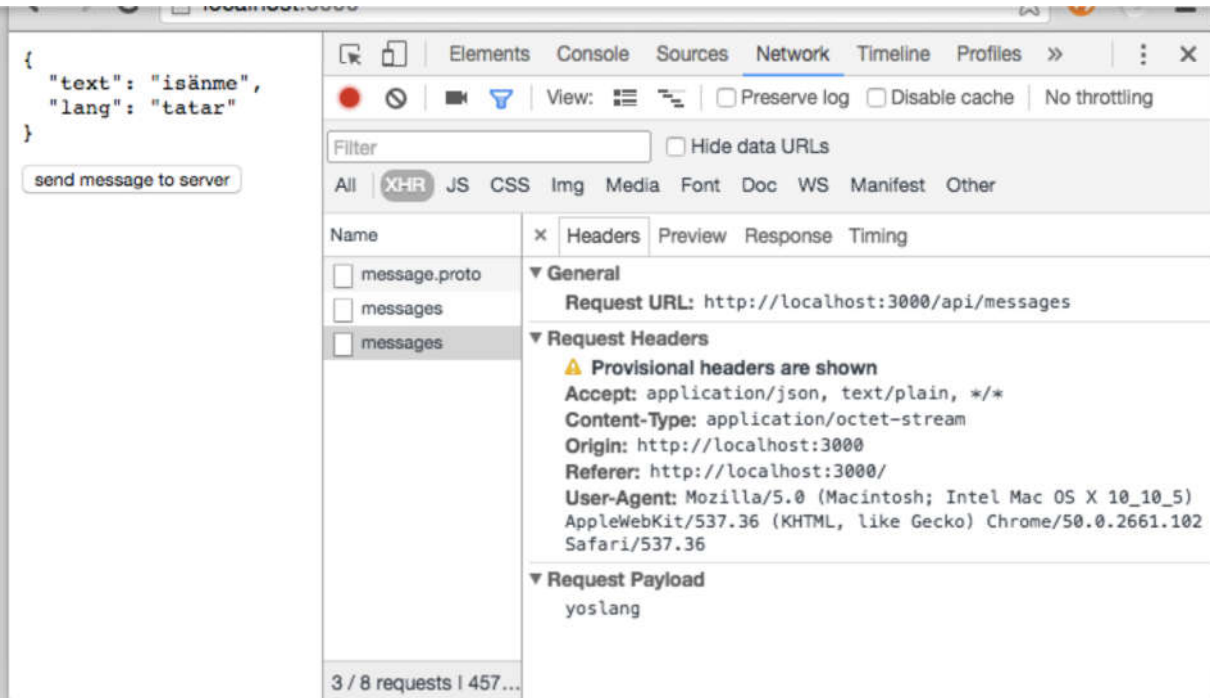 localhost:3000
{
"text": "isänme",
"lang": "tatar"
}
send message to server
Elements Console Sources Network Timeline Profiles »
View: Preserve log Disable cache No throttling
Filter Hide data URLs
All XHR JS CSS Img Media Font Doc WS Manifest Other
Name
message.proto
messages
messages
3 / 8 requests | 457...
× Headers Preview Response Timing
▼ General
Request URL: http://localhost:3000/api/messages
▼ Request Headers
Provisional headers are shown
Accept: application/json, text/plain, */*
Content-Type: application/octet-stream
Origin: http://localhost:3000
Referer: http://localhost:3000/
User-Agent: Mozilla/5.0 (Macintosh; Intel Mac OS X 10_10_5)
AppleWebKit/537.36 (KHTML, like Gecko) Chrome/50.0.2661.102
Safari/537.36
▼ Request Payload
yoslang